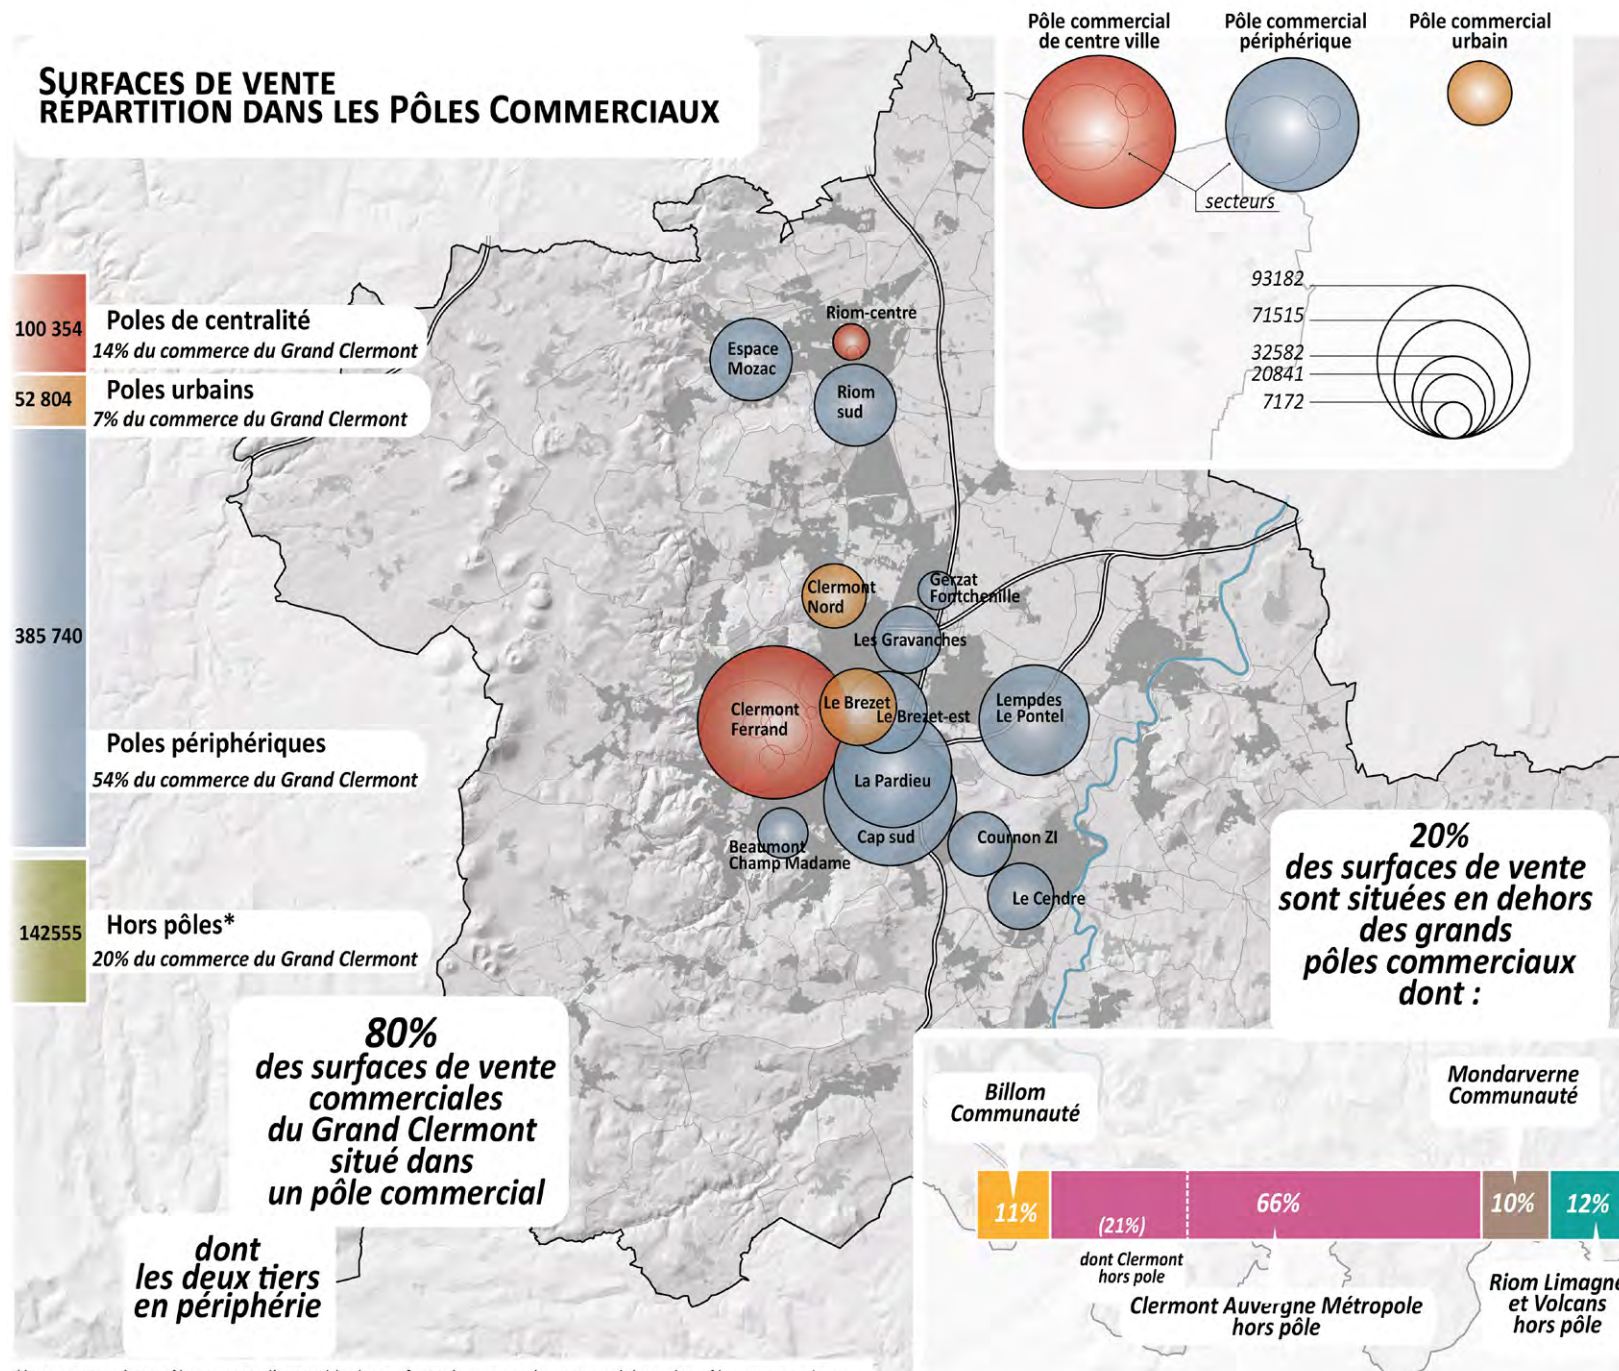 SURFACES DE VENTE
RÉPARTITION DANS LES PÔLES COMMERCIAUX
Pôle commercial
de centre ville
Pôle commercial
périphérique
Pôle commercial
urbain
secteurs
93182
71515
32582
20841
7172
100 354
Poles de centralité
14% du commerce du Grand Clermont
52 804
Poles urbains
7% du commerce du Grand Clermont
385 740
Poles périphériques
54% du commerce du Grand Clermont
142555
Hors pôles*
20% du commerce du Grand Clermont
Riom-centre
Espace
Mozac
Riom
sud
Clermont
Nord
Gerzat
Fontchenille
Les Gravanches
Clermont
Ferrand
Le Brezet
Le Brezet-est
Lempdes
Le Pontel
La Pardieu
Cap sud
Beaumont
Champ Madame
Cournon ZI
Le Cendre
80%
des surfaces de vente
commerciales
du Grand Clermont
situé dans
un pôle commercial
dont
les deux tiers
en périphérie
20%
des surfaces de vente
sont situées en dehors
des grands
pôles commerciaux
dont :
Billom
Communauté
Mondarverne
Communauté
11%
(21%)
66%
10%
12%
dont Clermont
hors pole
Clermont Auvergne Métropole
hors pôle
Riom Limagne
et Volcans
hors pôle